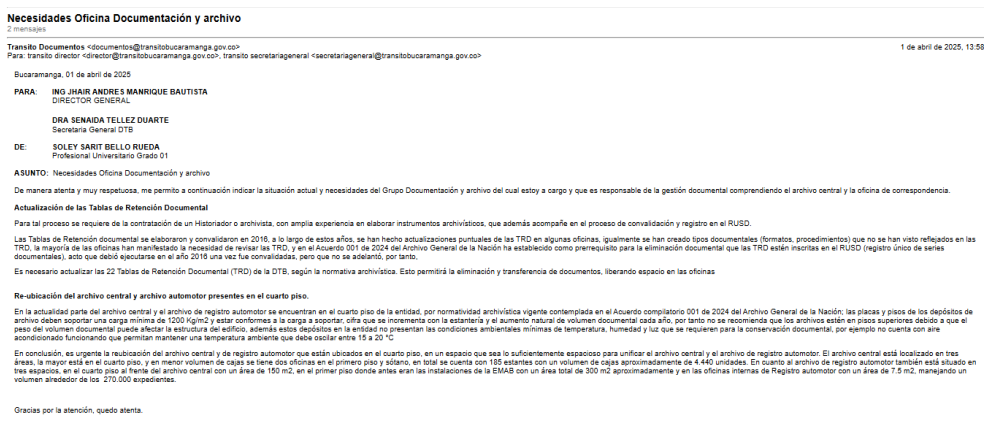 Necesidades Oficina Documentación y archivo
2 mensajes
Transito Documentos <documentos@transitobucaramanga.gov.co>
1 de abril de 2025, 13:58
Para: transito director <director@transitobucaramanga.gov.co>, transito secretariageneral <secretariageneral@transitobucaramanga.gov.co>
Bucaramanga, 01 de abril de 2025
PARA: ING JHAIR ANDRES MANRIQUE BAUTISTA
DIRECTOR GENERAL
DRA SENAIDA TELLEZ DUARTE
Secretaria General DTB
DE: SOLEY SARIT BELLO RUEDA
Profesional Universitario Grado 01
ASUNTO: Necesidades Oficina Documentación y archivo
De manera atenta y muy respetuosa, me permito a continuación indicar la situación actual y necesidades del Grupo Documentación y archivo del cual estoy a cargo y que es responsable de la gestión documental comprendiendo el archivo central y la oficina de correspondencia.
Actualización de las Tablas de Retención Documental
Para tal proceso se requiere de la contratación de un Historiador o archivista, con amplia experiencia en elaborar instrumentos archivísticos, que además acompañe en el proceso de convalidación y registro en el RUSD.
Las Tablas de Retención documental se elaboraron y convalidaron en 2016, a lo largo de estos años, se han hecho actualizaciones puntuales de las TRD en algunas oficinas, igualmente se han creado tipos documentales (formatos, procedimientos) que no se han visto reflejados en las
TRD, la mayoría de las oficinas han manifestado la necesidad de revisar las TRD, y en el Acuerdo 001 de 2024 del Archivo General de la Nación ha establecido como prerrequisito para la eliminación documental que las TRD estén inscritas en el RUSD (registro único de series
documentales), acto que debió ejecutarse en el año 2016 una vez fue convalidadas, pero que no se adelantó, por tanto,
Es necesario actualizar las 22 Tablas de Retención Documental (TRD) de la DTB, según la normativa archivística. Esto permitirá la eliminación y transferencia de documentos, liberando espacio en las oficinas
Re-ubicación del archivo central y archivo automotor presentes en el cuarto piso.
En la actualidad parte del archivo central y el archivo de registro automotor se encuentran en el cuarto piso de la entidad, por normatividad archivística vigente contemplada en el Acuerdo compilatorio 001 de 2024 del Archivo General de la Nación; las placas y pisos de los depósitos de
archivo deben soportar una carga mínima de 1200 Kg/m2 y estar conformes a la carga a soportar, cifra que se incrementa con la estantería y el aumento natural de volumen documental cada año, por tanto no se recomienda que los archivos estén en pisos superiores debido a que el
peso del volumen documental puede afectar la estructura del edificio, además estos depósitos en la entidad no presentan las condiciones ambientales mínimas de temperatura, humedad y luz que se requieren para la conservación documental, por ejemplo no cuenta con aire
acondicionado funcionando que permitan mantener una temperatura ambiente que debe oscilar entre 15 a 20 °C
En conclusión, es urgente la reubicación del archivo central y de registro automotor que están ubicados en el cuarto piso, en un espacio que sea lo suficientemente espacioso para unificar el archivo central y el archivo de registro automotor. El archivo central está localizado en tres
áreas, la mayor está en el cuarto piso, y en menor volumen de cajas se tiene dos oficinas en el primer piso y sótano, en total se cuenta con 185 estantes con un volumen de cajas aproximadamente de 4.440 unidades. En cuanto al archivo de registro automotor también está situado en
tres espacios, en el cuarto piso al frente del archivo central con un área de 150 m2, en el primer piso donde antes eran las instalaciones de la EMAB con un área total de 300 m2 aproximadamente y en las oficinas internas de Registro automotor con un área de 7.5 m2, manejando un
volumen alrededor de los 270.000 expedientes.
Gracias por la atención, quedo atenta.